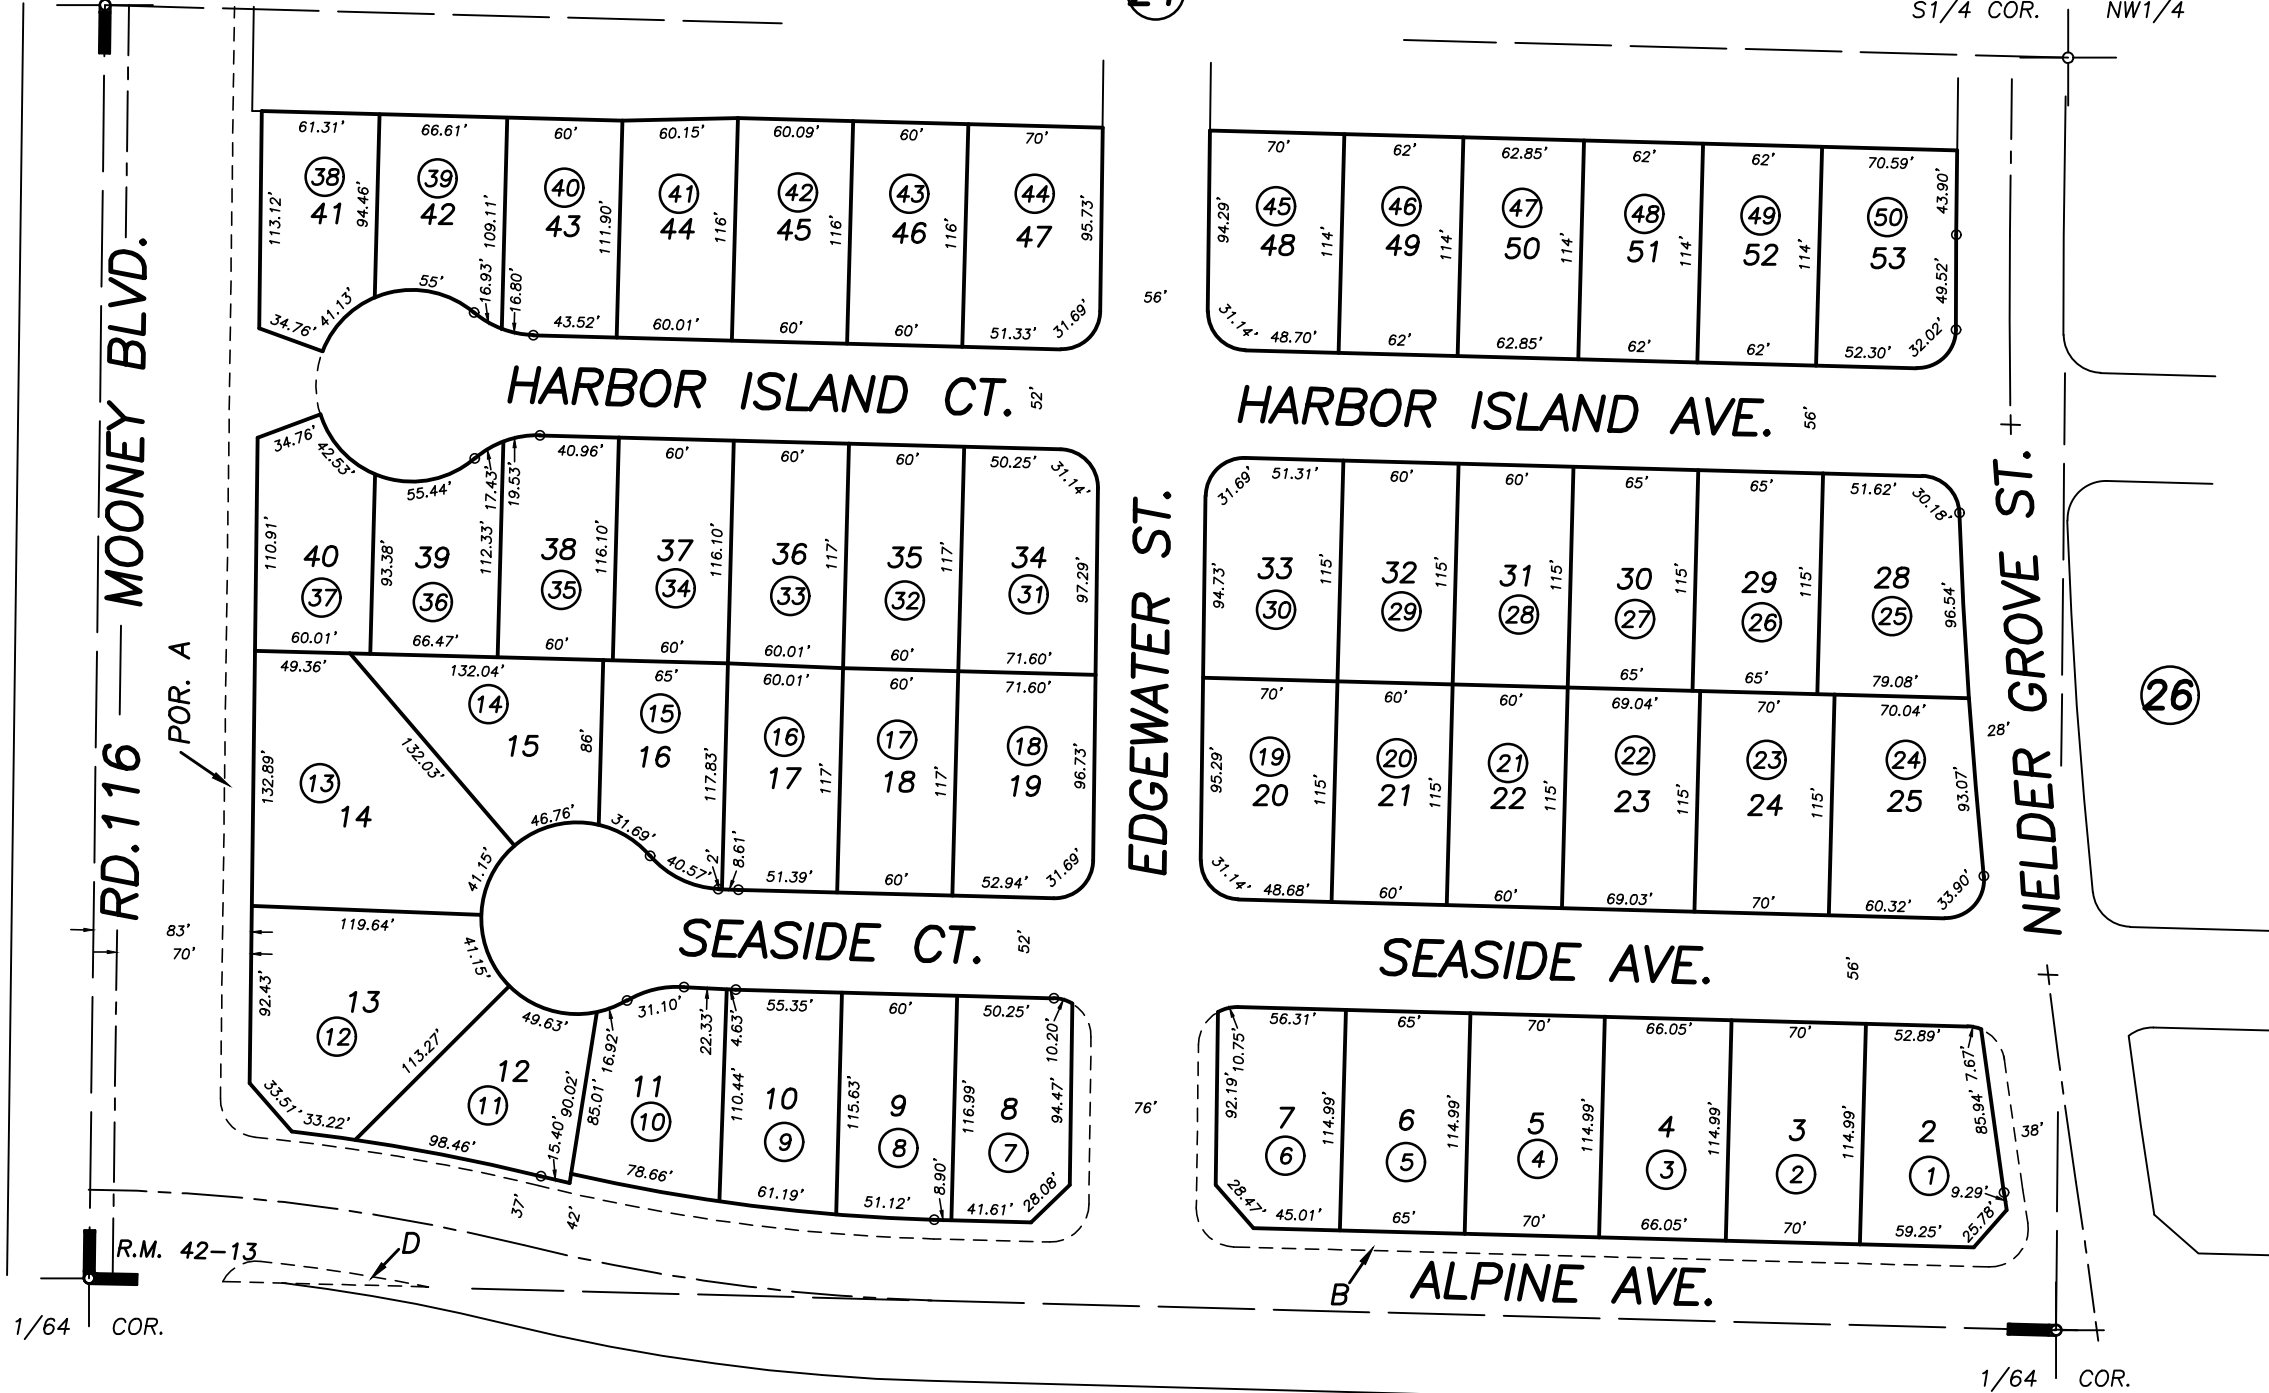 S1/4 COR. NW1/4
61.31' 66.61' 60' 60.15' 60.09' 60' 70'
70' 62' 62.85' 62' 62' 70.59'
38 39 40 41 42 43 44
41 42 43 44 45 46 47
113.12' 94.46' 109.11' 111.90' 116' 116' 116' 95.73'
45 46 47 48 49 50
48 49 50 51 52 53
94.29' 114' 114' 114' 114' 114' 43.90' 49.52'
34.76' 41.13' 55' 16.93' 16.80' 43.52' 60.01' 60' 60' 51.33' 31.69'
56'
31.14' 48.70' 62' 62.85' 62' 62' 52.30' 32.02'
HARBOR ISLAND CT. 52'
HARBOR ISLAND AVE. 56'
34.76' 42.53' 55.44' 17.43' 19.53' 40.96' 60' 60' 60' 50.25' 31.14'
31.69' 51.31' 60' 60' 65' 65' 51.62' 30.18'
110.91' 93.38' 112.33' 116.10' 116.10' 117' 117' 97.29'
40 39 38 37 36 35 34
37 36 35 34 33 32 31
94.73' 115' 115' 115' 115' 115' 96.54'
33 32 31 30 29 28
30 29 28 27 26 25
60.01' 66.47' 60' 60' 60.01' 60' 71.60'
65' 65' 79.08'
49.36' 132.04' 65' 60.01' 60' 71.60'
70' 60' 60' 69.04' 70' 70.04'
14 15 16 17 18
15 16 17 18 19
13
14
132.89' 132.03' 86' 117.83' 117' 117' 96.73'
19 20 21 22 23 24
20 21 22 23 24 25
95.29' 115' 115' 115' 115' 115' 93.07'
28'
26
41.15' 46.76' 31.69' 40.57' 2' 8.61' 51.39' 60' 52.94' 31.69'
31.14' 48.68' 60' 60' 69.03' 70' 60.32' 33.90'
RD. 116 MOONEY BLVD.
POR. A
EDGEWATER ST.
NELDER GROVE ST.
83'
70'
119.64'
SEASIDE CT. 52'
SEASIDE AVE. 56'
41.15' 49.63' 31.10' 22.33' 4.63' 55.35' 60' 50.25' 10.20'
10.75' 56.31' 65' 70' 66.05' 70' 52.89' 7.67'
92.43' 113.27' 90.02' 85.01' 16.92' 110.44' 115.63' 116.99' 94.47'
13 12 11 10 9 8
12 11 10 9 8 7
76'
92.19' 114.99' 114.99' 114.99' 114.99' 114.99' 85.94'
7 6 5 4 3 2
6 5 4 3 2 1
38'
33.51' 33.22' 98.46' 15.40' 78.66' 61.19' 51.12' 8.90' 41.61' 28.08'
28.47' 45.01' 65' 70' 66.05' 70' 59.25' 9.29' 25.78'
37' 42'
R.M. 42-13
D
B
ALPINE AVE.
1/64 COR.
1/64 COR.